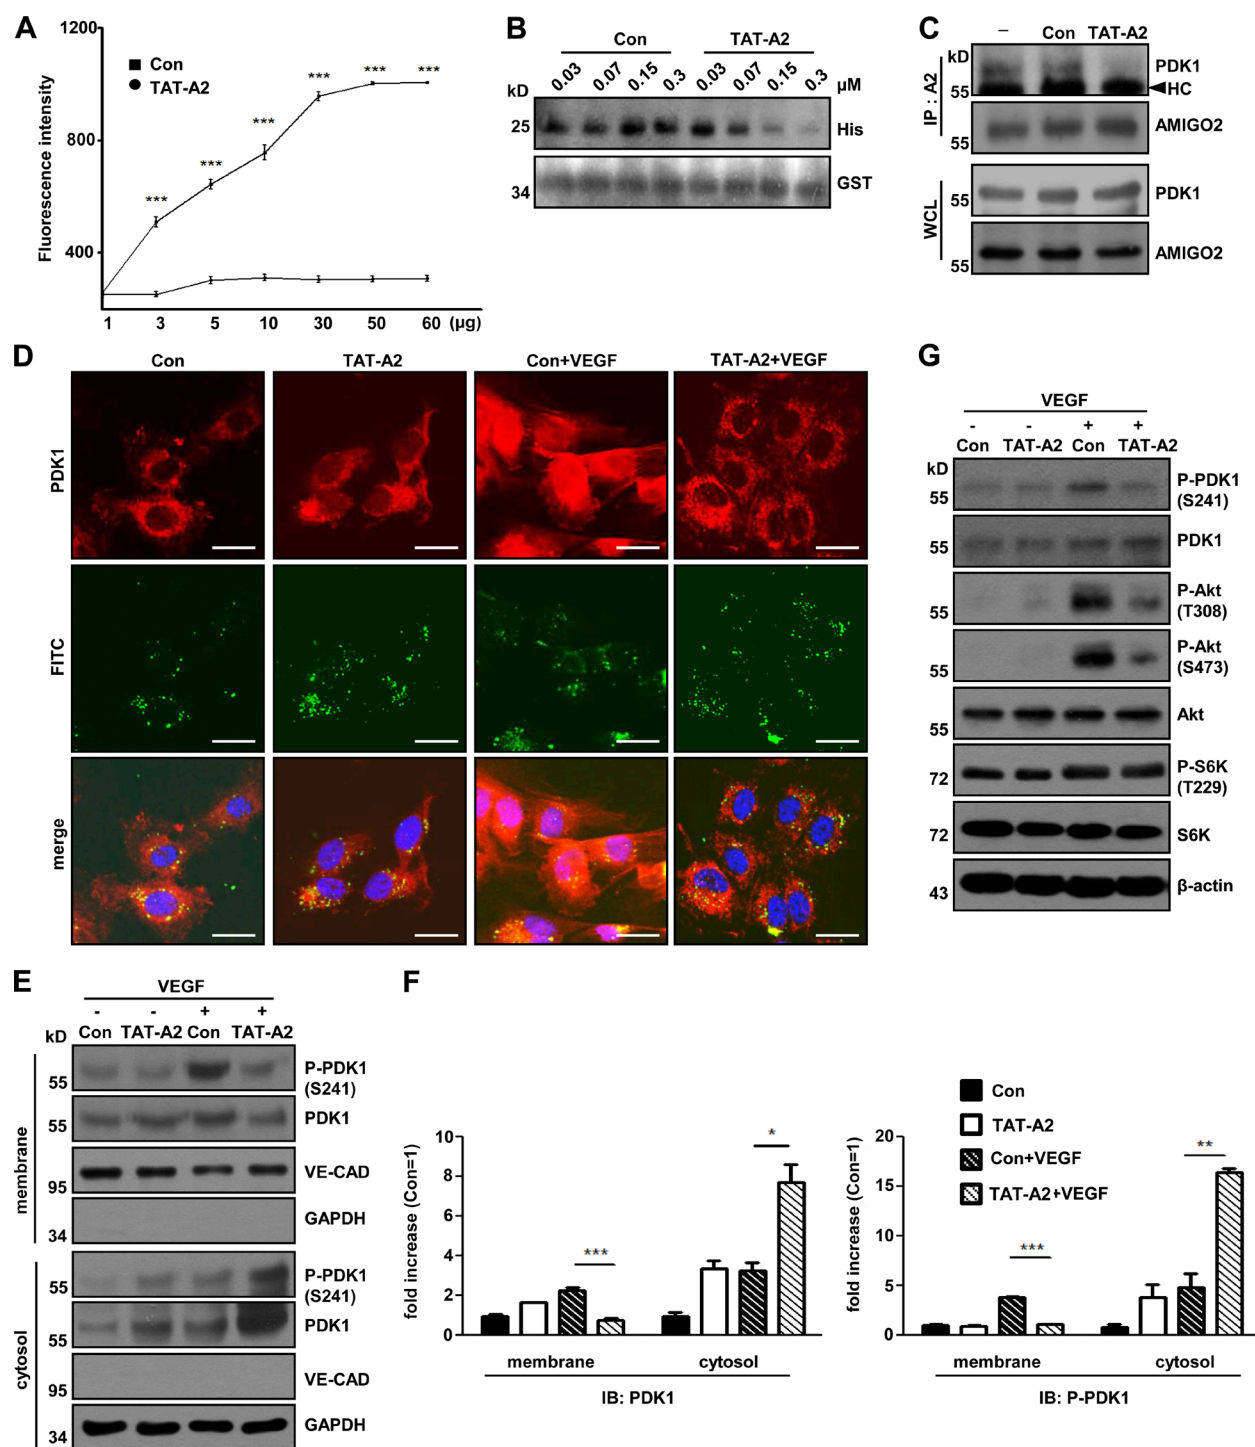 A
1200
800
400
Fluorescence intensity
Con
TAT-A2
***
***
***
***
***
***
1 3 5 10 30 50 60 (µg)
B
Con TAT-A2
0.03 0.07 0.15 0.3 0.03 0.07 0.15 0.3 µM
kD
25 His
34 GST
C
– Con TAT-A2
kD
IP : A2
PDK1
55 HC
55 AMIGO2
WCL
55 PDK1
55 AMIGO2
D
Con TAT-A2 Con+VEGF TAT-A2+VEGF
PDK1
FITC
merge
E
VEGF
- - + +
kD Con TAT-A2 Con TAT-A2
membrane
55 P-PDK1
(S241)
55 PDK1
95 VE-CAD
34 GAPDH
cytosol
55 P-PDK1
(S241)
55 PDK1
95 VE-CAD
34 GAPDH
F
fold increase (Con=1)
10
8
6
4
2
0
***
*
membrane cytosol
IB: PDK1
Con
TAT-A2
Con+VEGF
TAT-A2+VEGF
fold increase (Con=1)
20
15
10
5
0
***
**
membrane cytosol
IB: P-PDK1
G
VEGF
- - + +
Con TAT-A2 Con TAT-A2
kD
55 P-PDK1
(S241)
55 PDK1
55 P-Akt
(T308)
55 P-Akt
(S473)
55 Akt
72 P-S6K
(T229)
72 S6K
43 β-actin